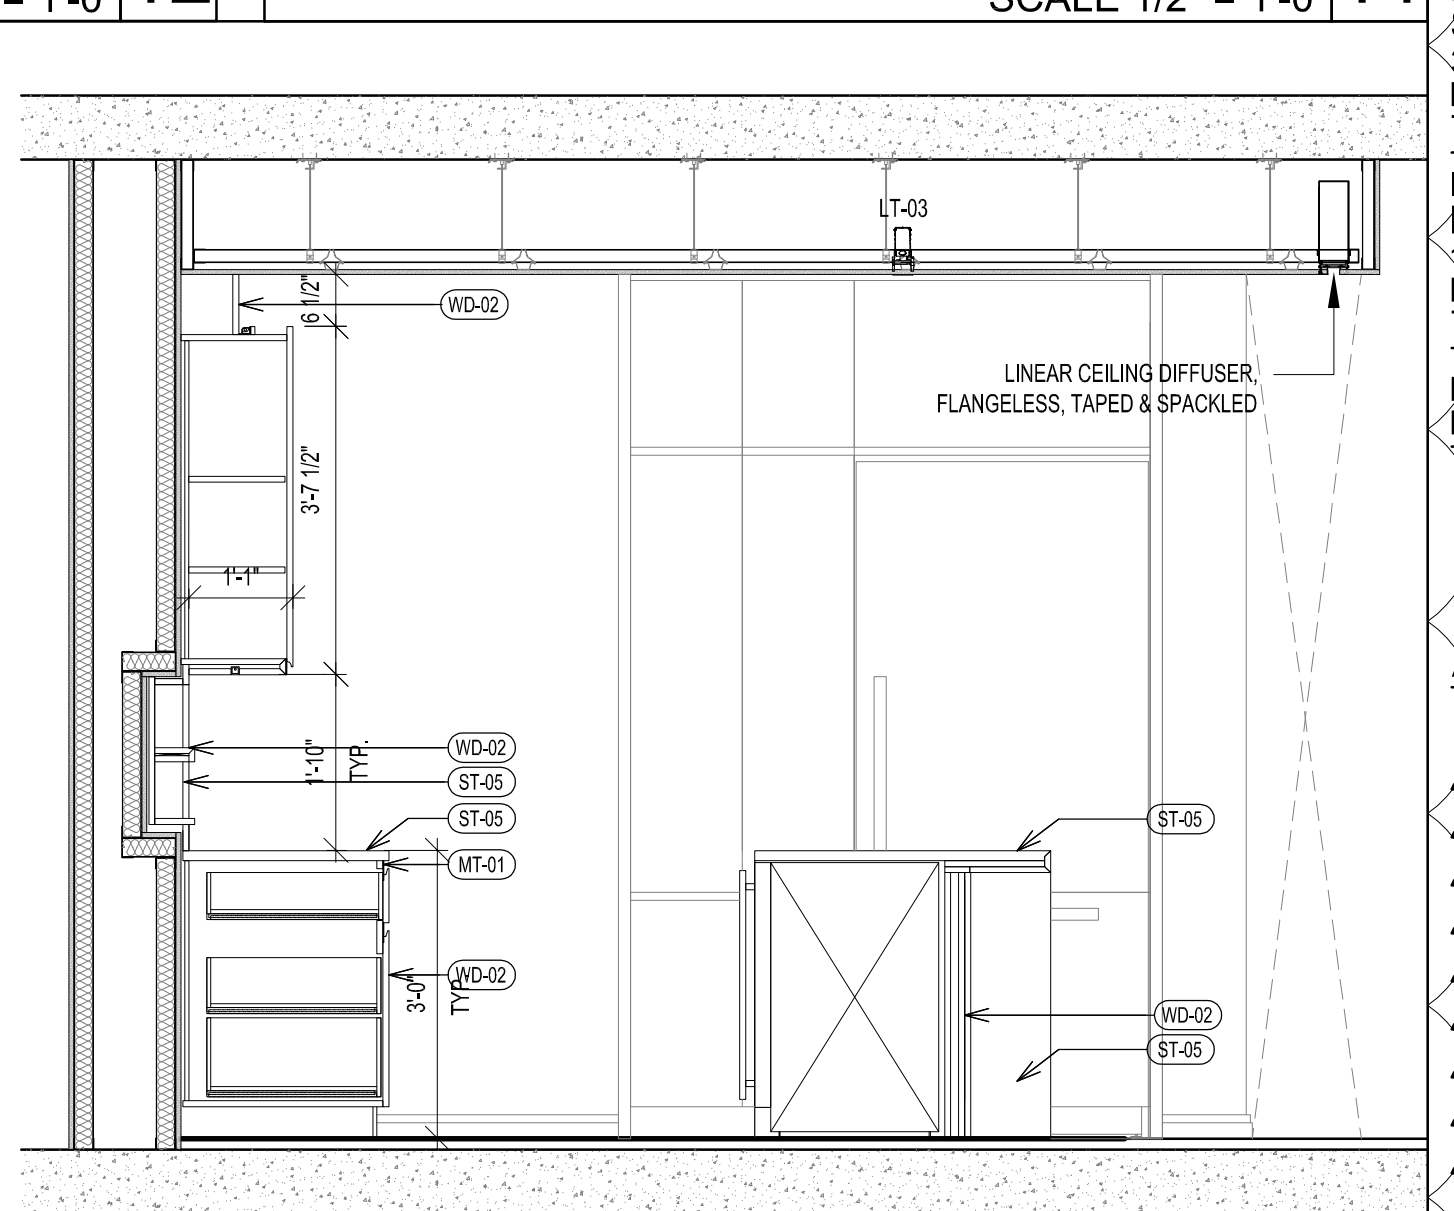 SCALE 1/2" = 1'-0"
LT-03
6 1/2"
WD-02
LINEAR CEILING DIFFUSER,
FLANGELESS, TAPED & SPACKLED
3'-7 1/2"
1'-1"
1'-10"
TYP.
WD-02
ST-05
ST-05
MT-01
WD-02
3'-0"
TYP.
ST-05
WD-02
ST-05